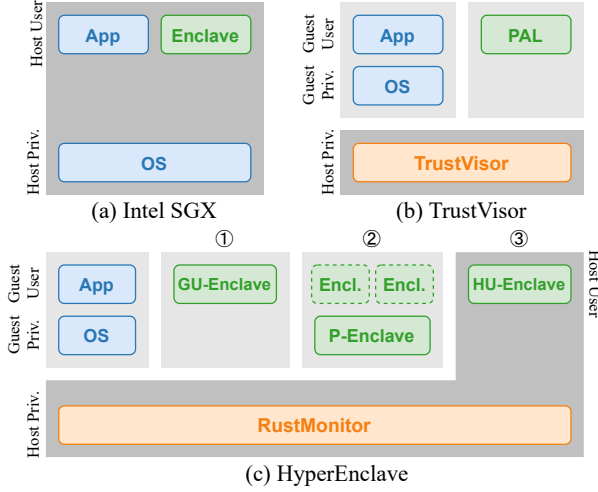 Host User
App
Enclave
Host Priv.
OS
(a) Intel SGX
Guest
User
App
PAL
Guest
Priv.
OS
Host Priv.
TrustVisor
(b) TrustVisor
①
②
③
Guest
User
App
GU-Enclave
Encl.
Encl.
HU-Enclave
Host User
Guest
Priv.
OS
P-Enclave
Host Priv.
RustMonitor
(c) HyperEnclave